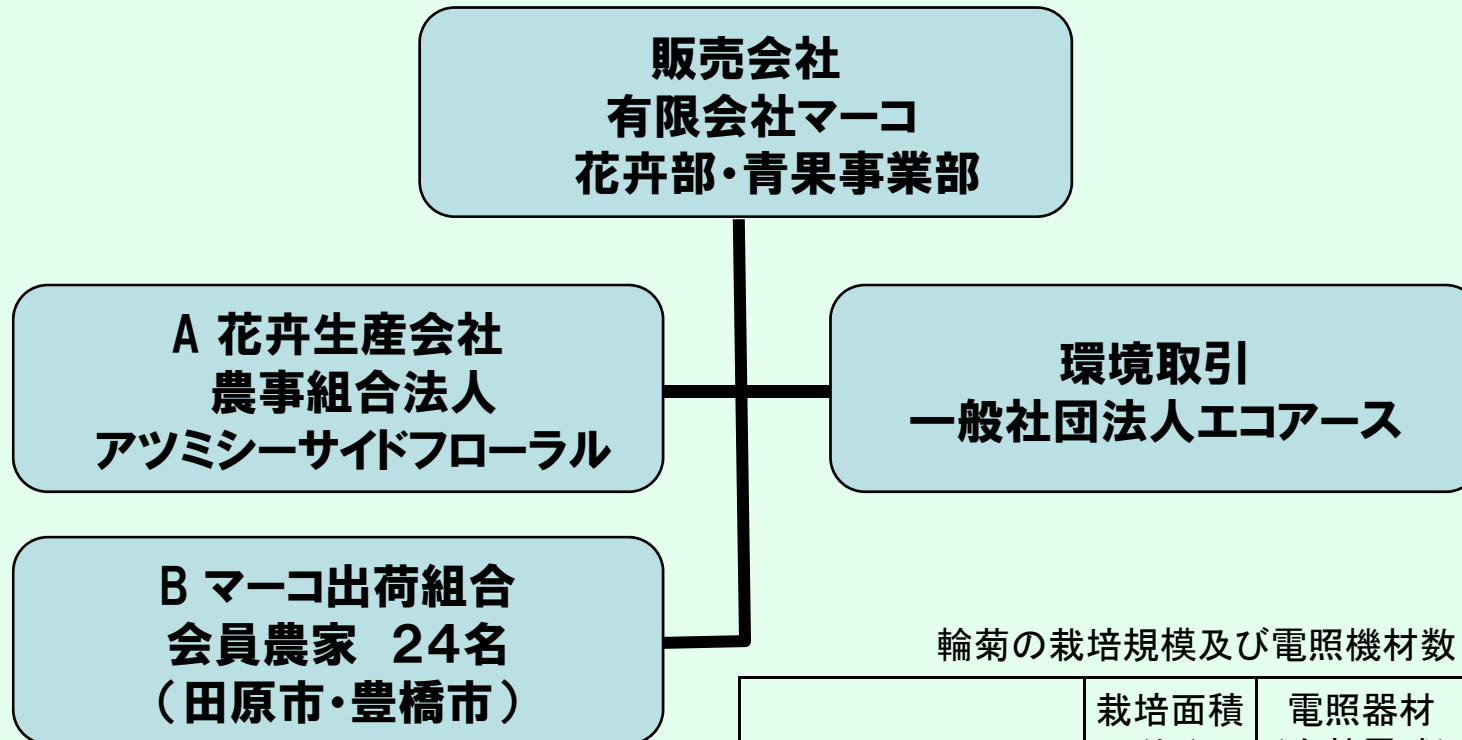 販売会社
有限会社マーコ
花卉部・青果事業部
A 花卉生産会社
農事組合法人
アツミシーサイドフローラル
環境取引
一般社団法人エコアース
B マーコ出荷組合
会員農家 24名
(田原市・豊橋市)
輪菊の栽培規模及び電照機材数
栽培面積
電照器材